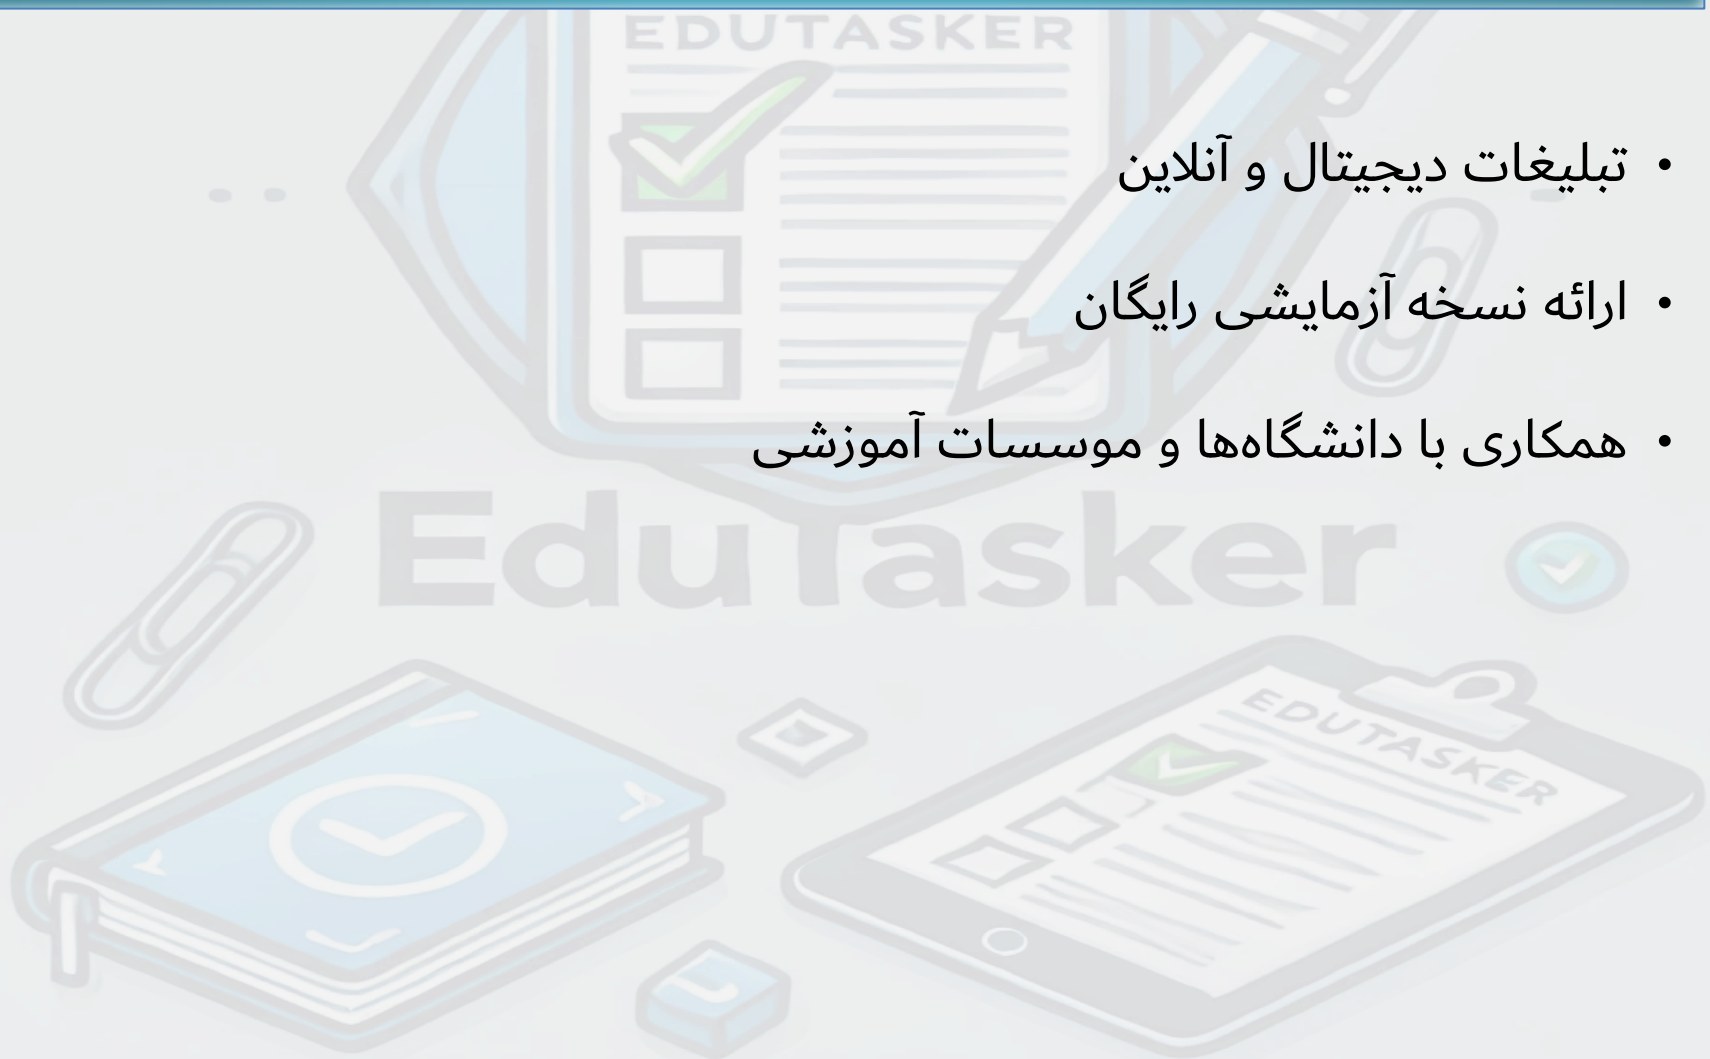 EDUTASKER
• تبلیغات دیجیتال و آنلاین
• ارائه نسخه آزمایشی رایگان
• همکاری با دانشگاه‌ها و موسسات آموزشی
EduTasker
EDUTASKER